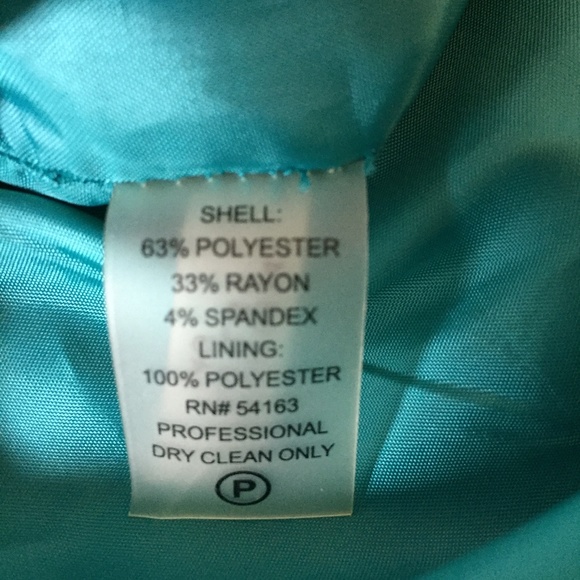 SHELL:
63% POLYESTER
33% RAYON
4% SPANDEX
LINING:
100% POLYESTER
RN# 54163
PROFESSIONAL
DRY CLEAN ONLY
P